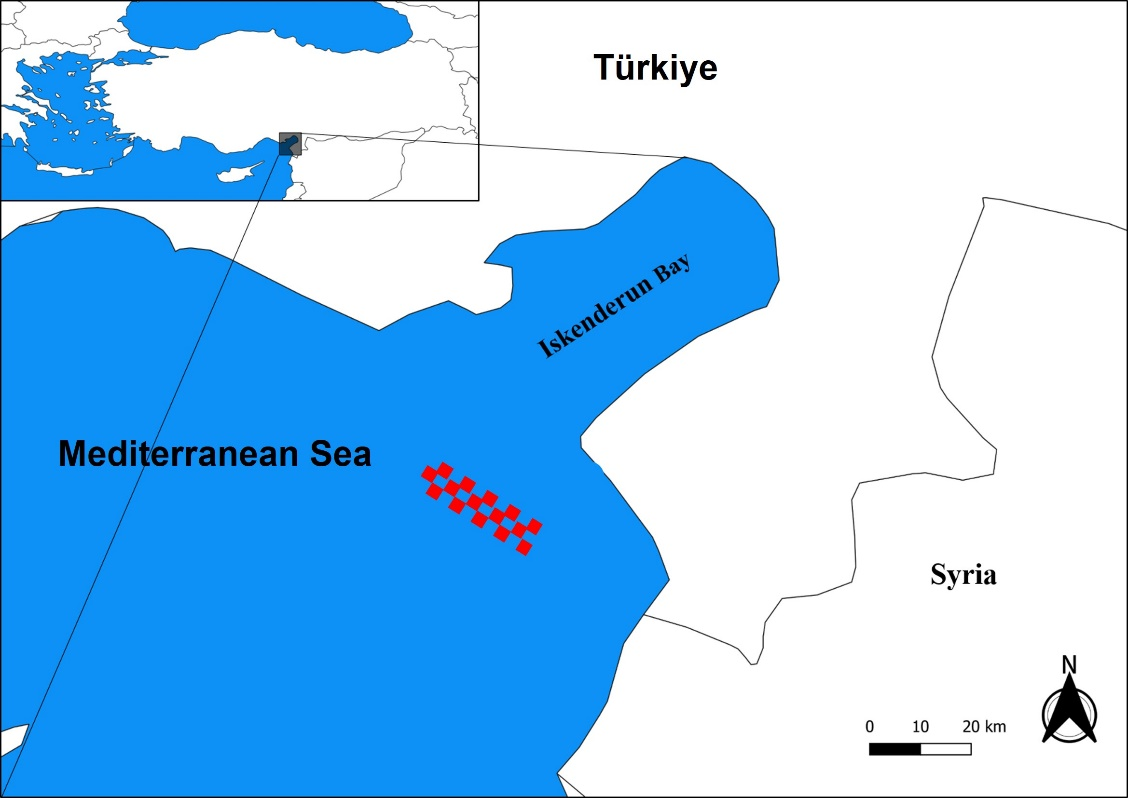 Türkiye
Iskenderun Bay
Mediterranean Sea
Syria
N
0 10 20 km